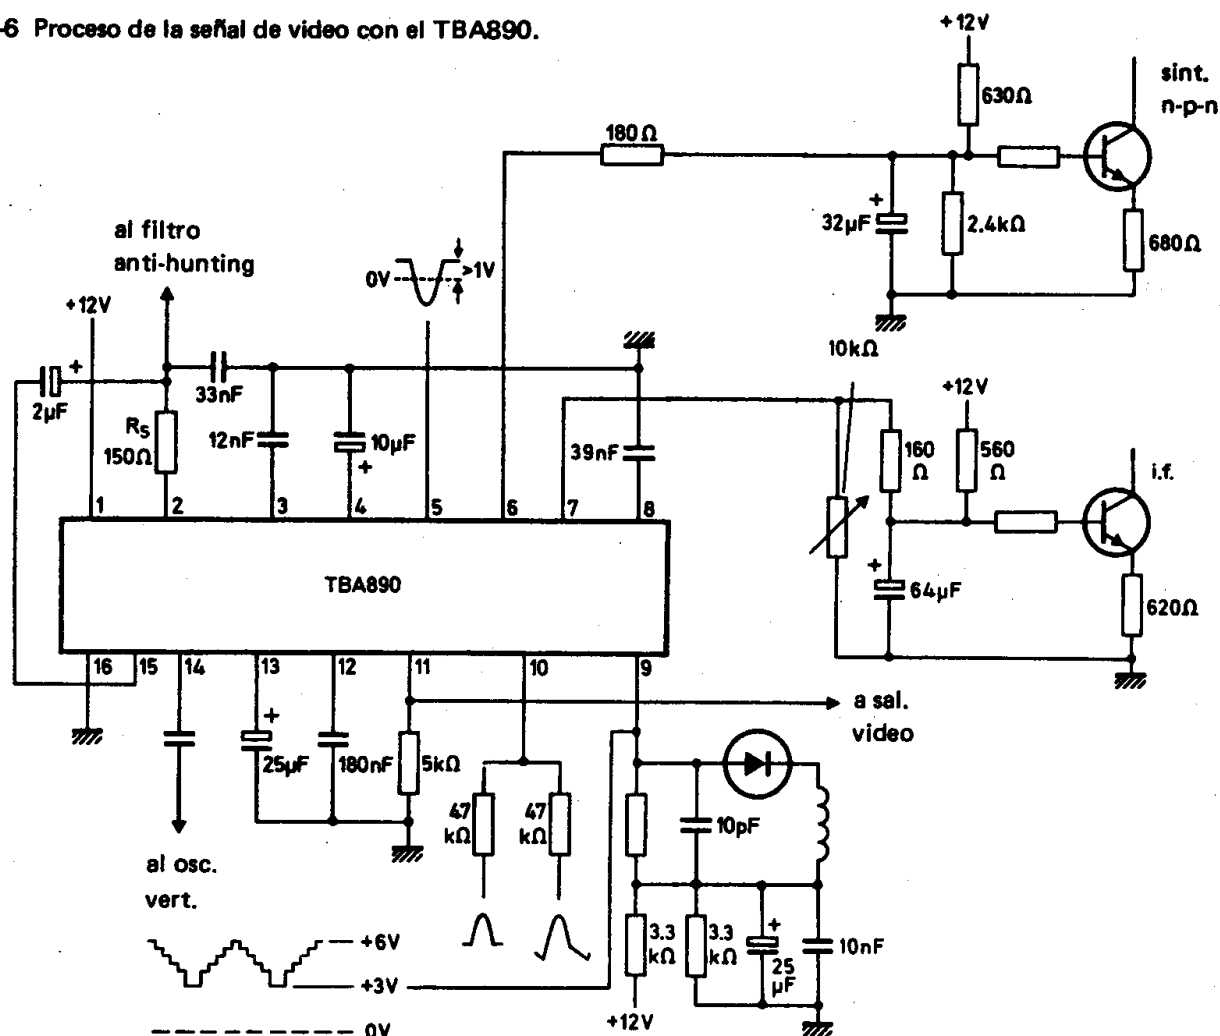 -6 Proceso de la señal de video con el TBA890.
+12V
sint.
n-p-n
630Ω
180Ω
+
32µF
2.4kΩ
680Ω
al filtro
anti-hunting
0V
>1V
+12V
10kΩ
+
2µF
33nF
+12V
RS
150Ω
12nF
10µF
+
39nF
160
Ω
560
Ω
i.f.
1 2 3 4 5 6 7 8
TBA890
+
64µF
620Ω
16 15 14 13 12 11 10 9
a sal.
video
+
25µF
180nF
5kΩ
47
kΩ
47
kΩ
10pF
al osc.
vert.
3.3
kΩ
3.3
kΩ
+
25
µF
10nF
+6V
+3V
0V
+12V